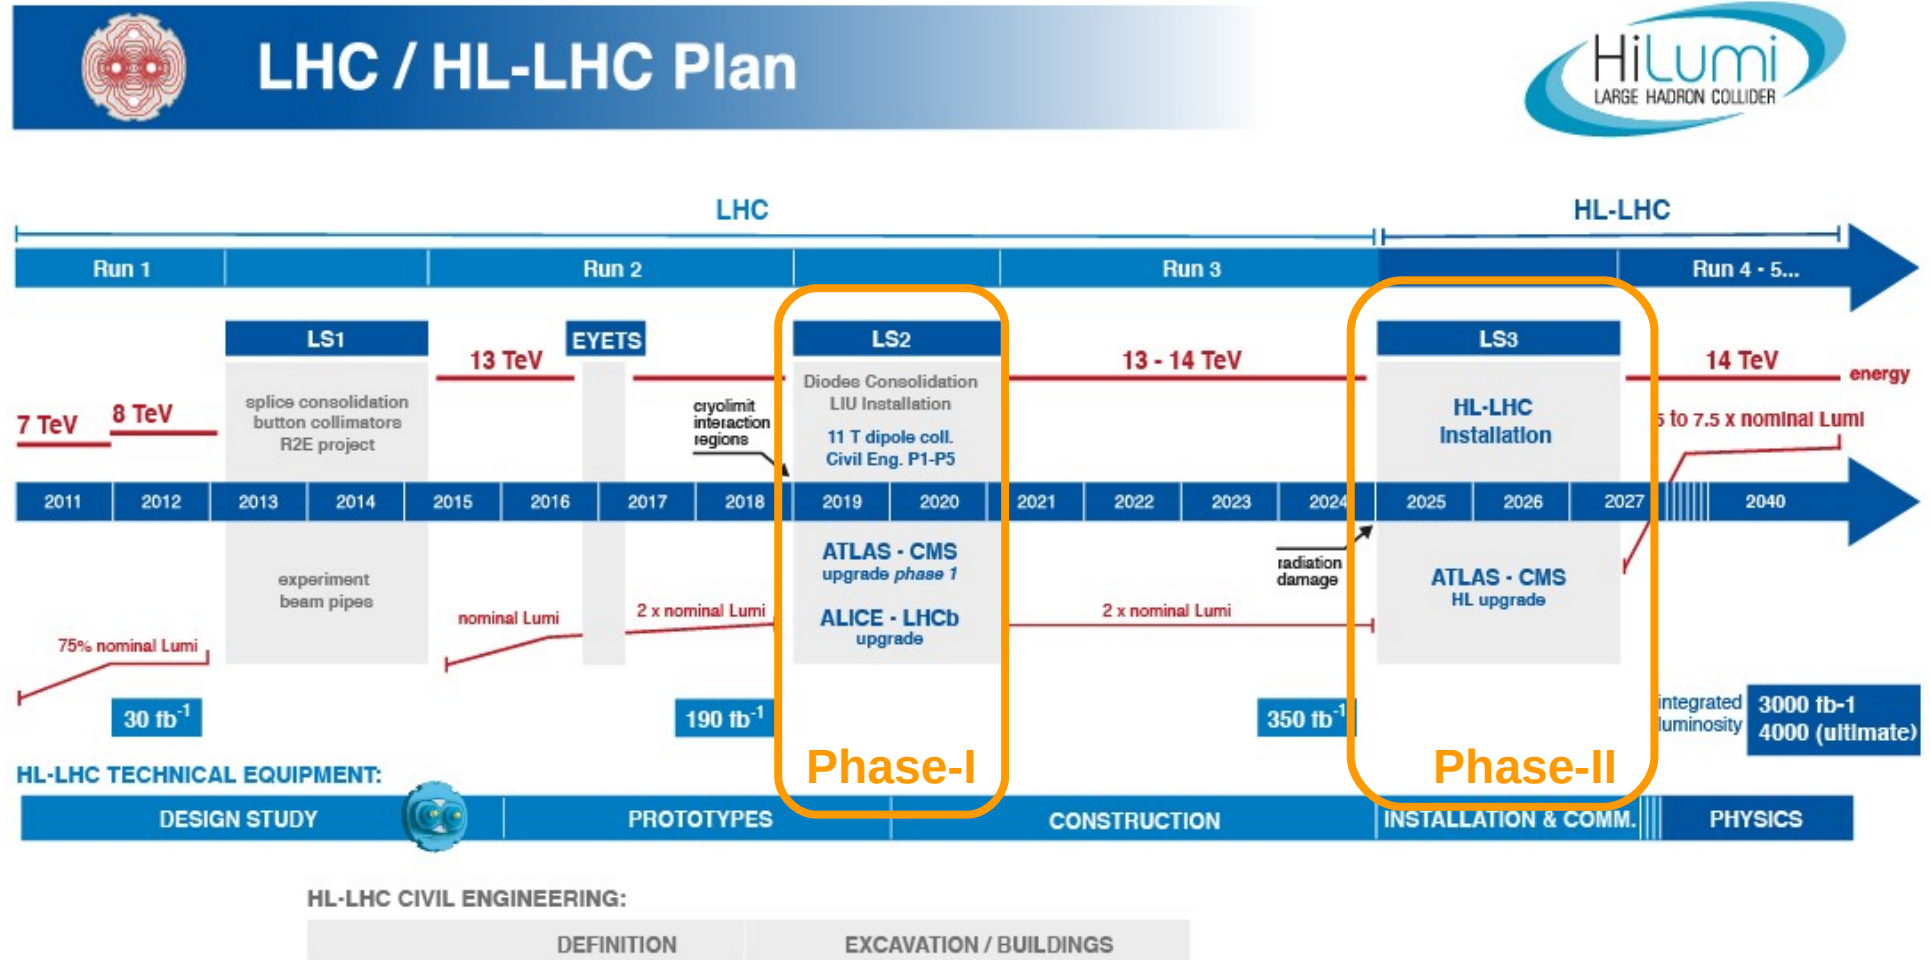 LHC / HL-LHC Plan
HiLumi
LARGE HADRON COLLIDER
LHC
HL-LHC
Run 1
Run 2
Run 3
Run 4 - 5...
LS1
EYETS
LS2
LS3
13 TeV
13 - 14 TeV
14 TeV
energy
7 TeV
8 TeV
splice consolidation
button collimators
R2E project
cryolimit
interaction
regions
Diodes Consolidation
LIU Installation
11 T dipole coll.
Civil Eng. P1-P5
HL-LHC
Installation
5 to 7.5 x nominal Lumi
2011
2012
2013
2014
2015
2016
2017
2018
2019
2020
2021
2022
2023
2024
2025
2026
2027
2040
experiment
beam pipes
ATLAS - CMS
upgrade phase 1
ALICE - LHCb
upgrade
radiation
damage
ATLAS - CMS
HL upgrade
75% nominal Lumi
nominal Lumi
2 x nominal Lumi
2 x nominal Lumi
30 fb-1
190 fb-1
350 fb-1
integrated
luminosity
3000 fb-1
4000 (ultimate)
Phase-I
Phase-II
HL-LHC TECHNICAL EQUIPMENT:
DESIGN STUDY
PROTOTYPES
CONSTRUCTION
INSTALLATION & COMM.
PHYSICS
HL-LHC CIVIL ENGINEERING:
DEFINITION
EXCAVATION / BUILDINGS